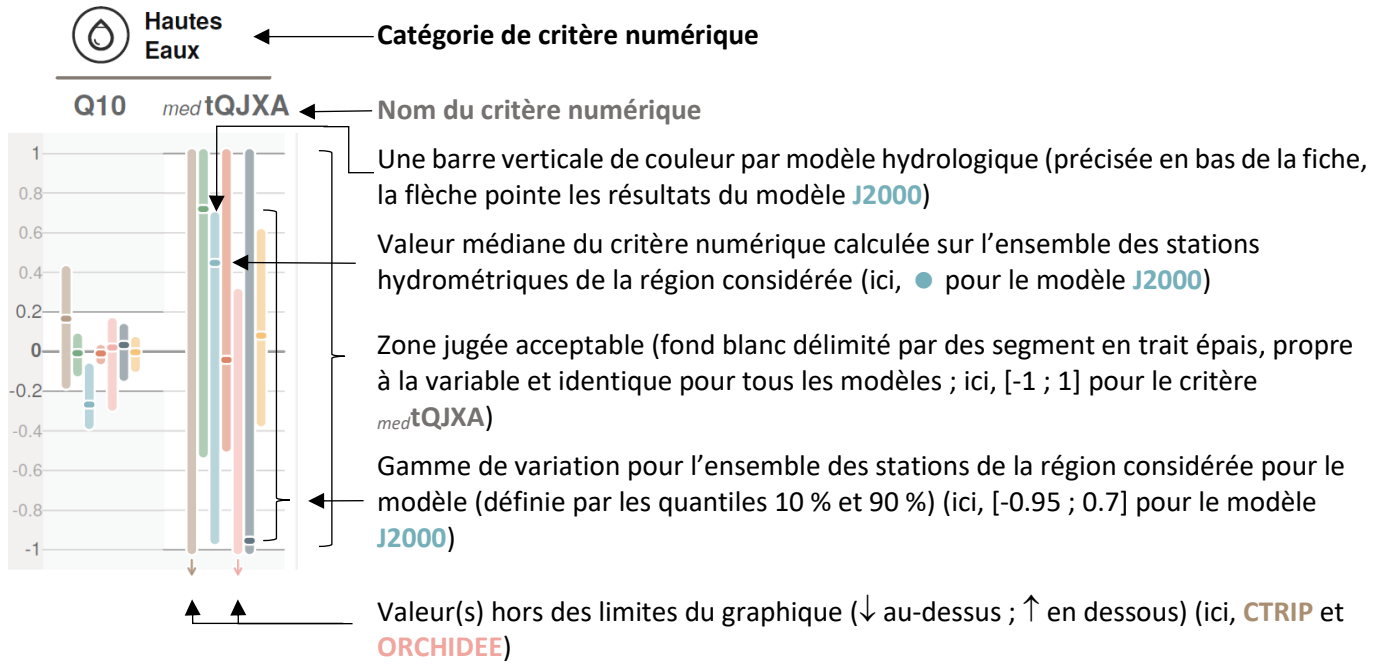 Hautes
Eaux
Catégorie de critère numérique
Q10 med tQJXA
Nom du critère numérique
1
0.8
0.6
0.4
0.2
0
-0.2
-0.4
-0.6
-0.8
-1
Une barre verticale de couleur par modèle hydrologique (précisée en bas de la fiche,
la flèche pointe les résultats du modèle J2000)
Valeur médiane du critère numérique calculée sur l’ensemble des stations
hydrométriques de la région considérée (ici, ● pour le modèle J2000)
Zone jugée acceptable (fond blanc délimité par des segment en trait épais, propre
à la variable et identique pour tous les modèles ; ici, [-1 ; 1] pour le critère
medtQJXA)
Gamme de variation pour l’ensemble des stations de la région considérée pour le
modèle (définie par les quantiles 10 % et 90 %) (ici, [-0.95 ; 0.7] pour le modèle
J2000)
Valeur(s) hors des limites du graphique (↓ au-dessus ; ↑ en dessous) (ici, CTRIP et
ORCHIDEE)